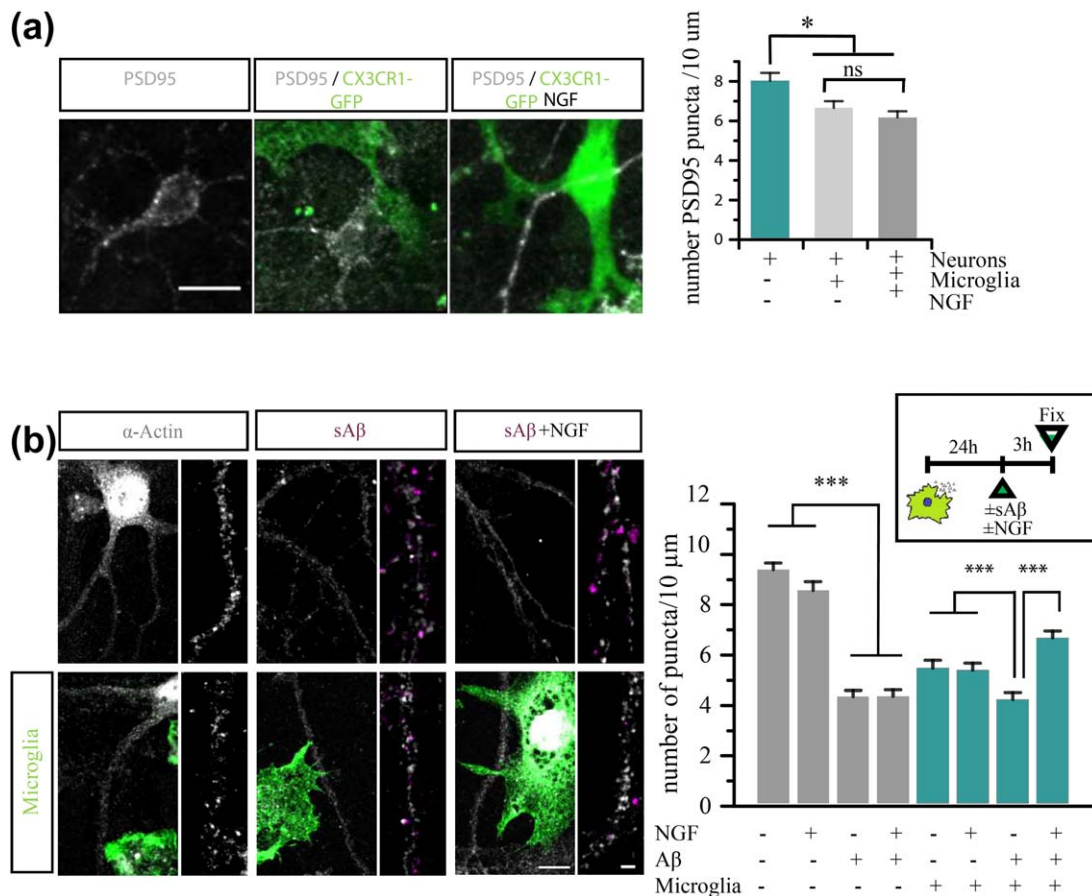 (a)
PSD95
PSD95 / CX3CR1-
GFP
PSD95 / CX3CR1-
GFP NGF
number PSD95 puncta /10 um
8
6
4
2
0
*
ns
+ + + Neurons
- + + Microglia
- - + NGF
(b)
α-Actin
sAβ
sAβ+NGF
Microglia
number of puncta/10 μm
12
10
8
6
4
2
0
***
***
***
Fix
24h
3h
±sAβ
±NGF
NGF - + - + - + - +
Aβ - - + + - - + +
Microglia - - - - + + + +